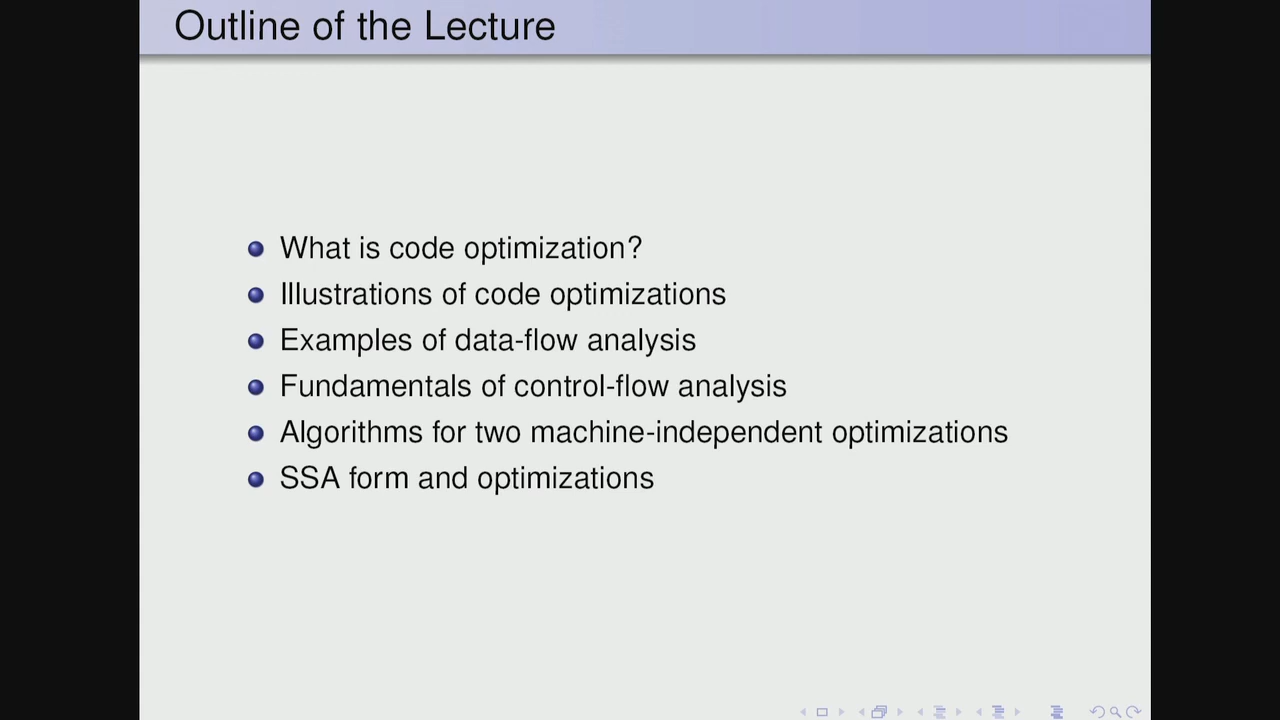 Outline of the Lecture
What is code optimization?
Illustrations of code optimizations
Examples of data-flow analysis
Fundamentals of control-flow analysis
Algorithms for two machine-independent optimizations
SSA form and optimizations